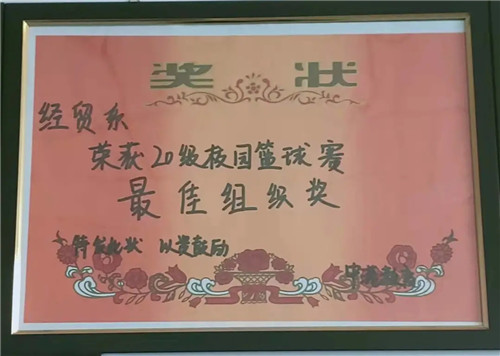 奖状
经贸系
荣获20级校园篮球赛
最佳组织奖
特发此状 以资鼓励